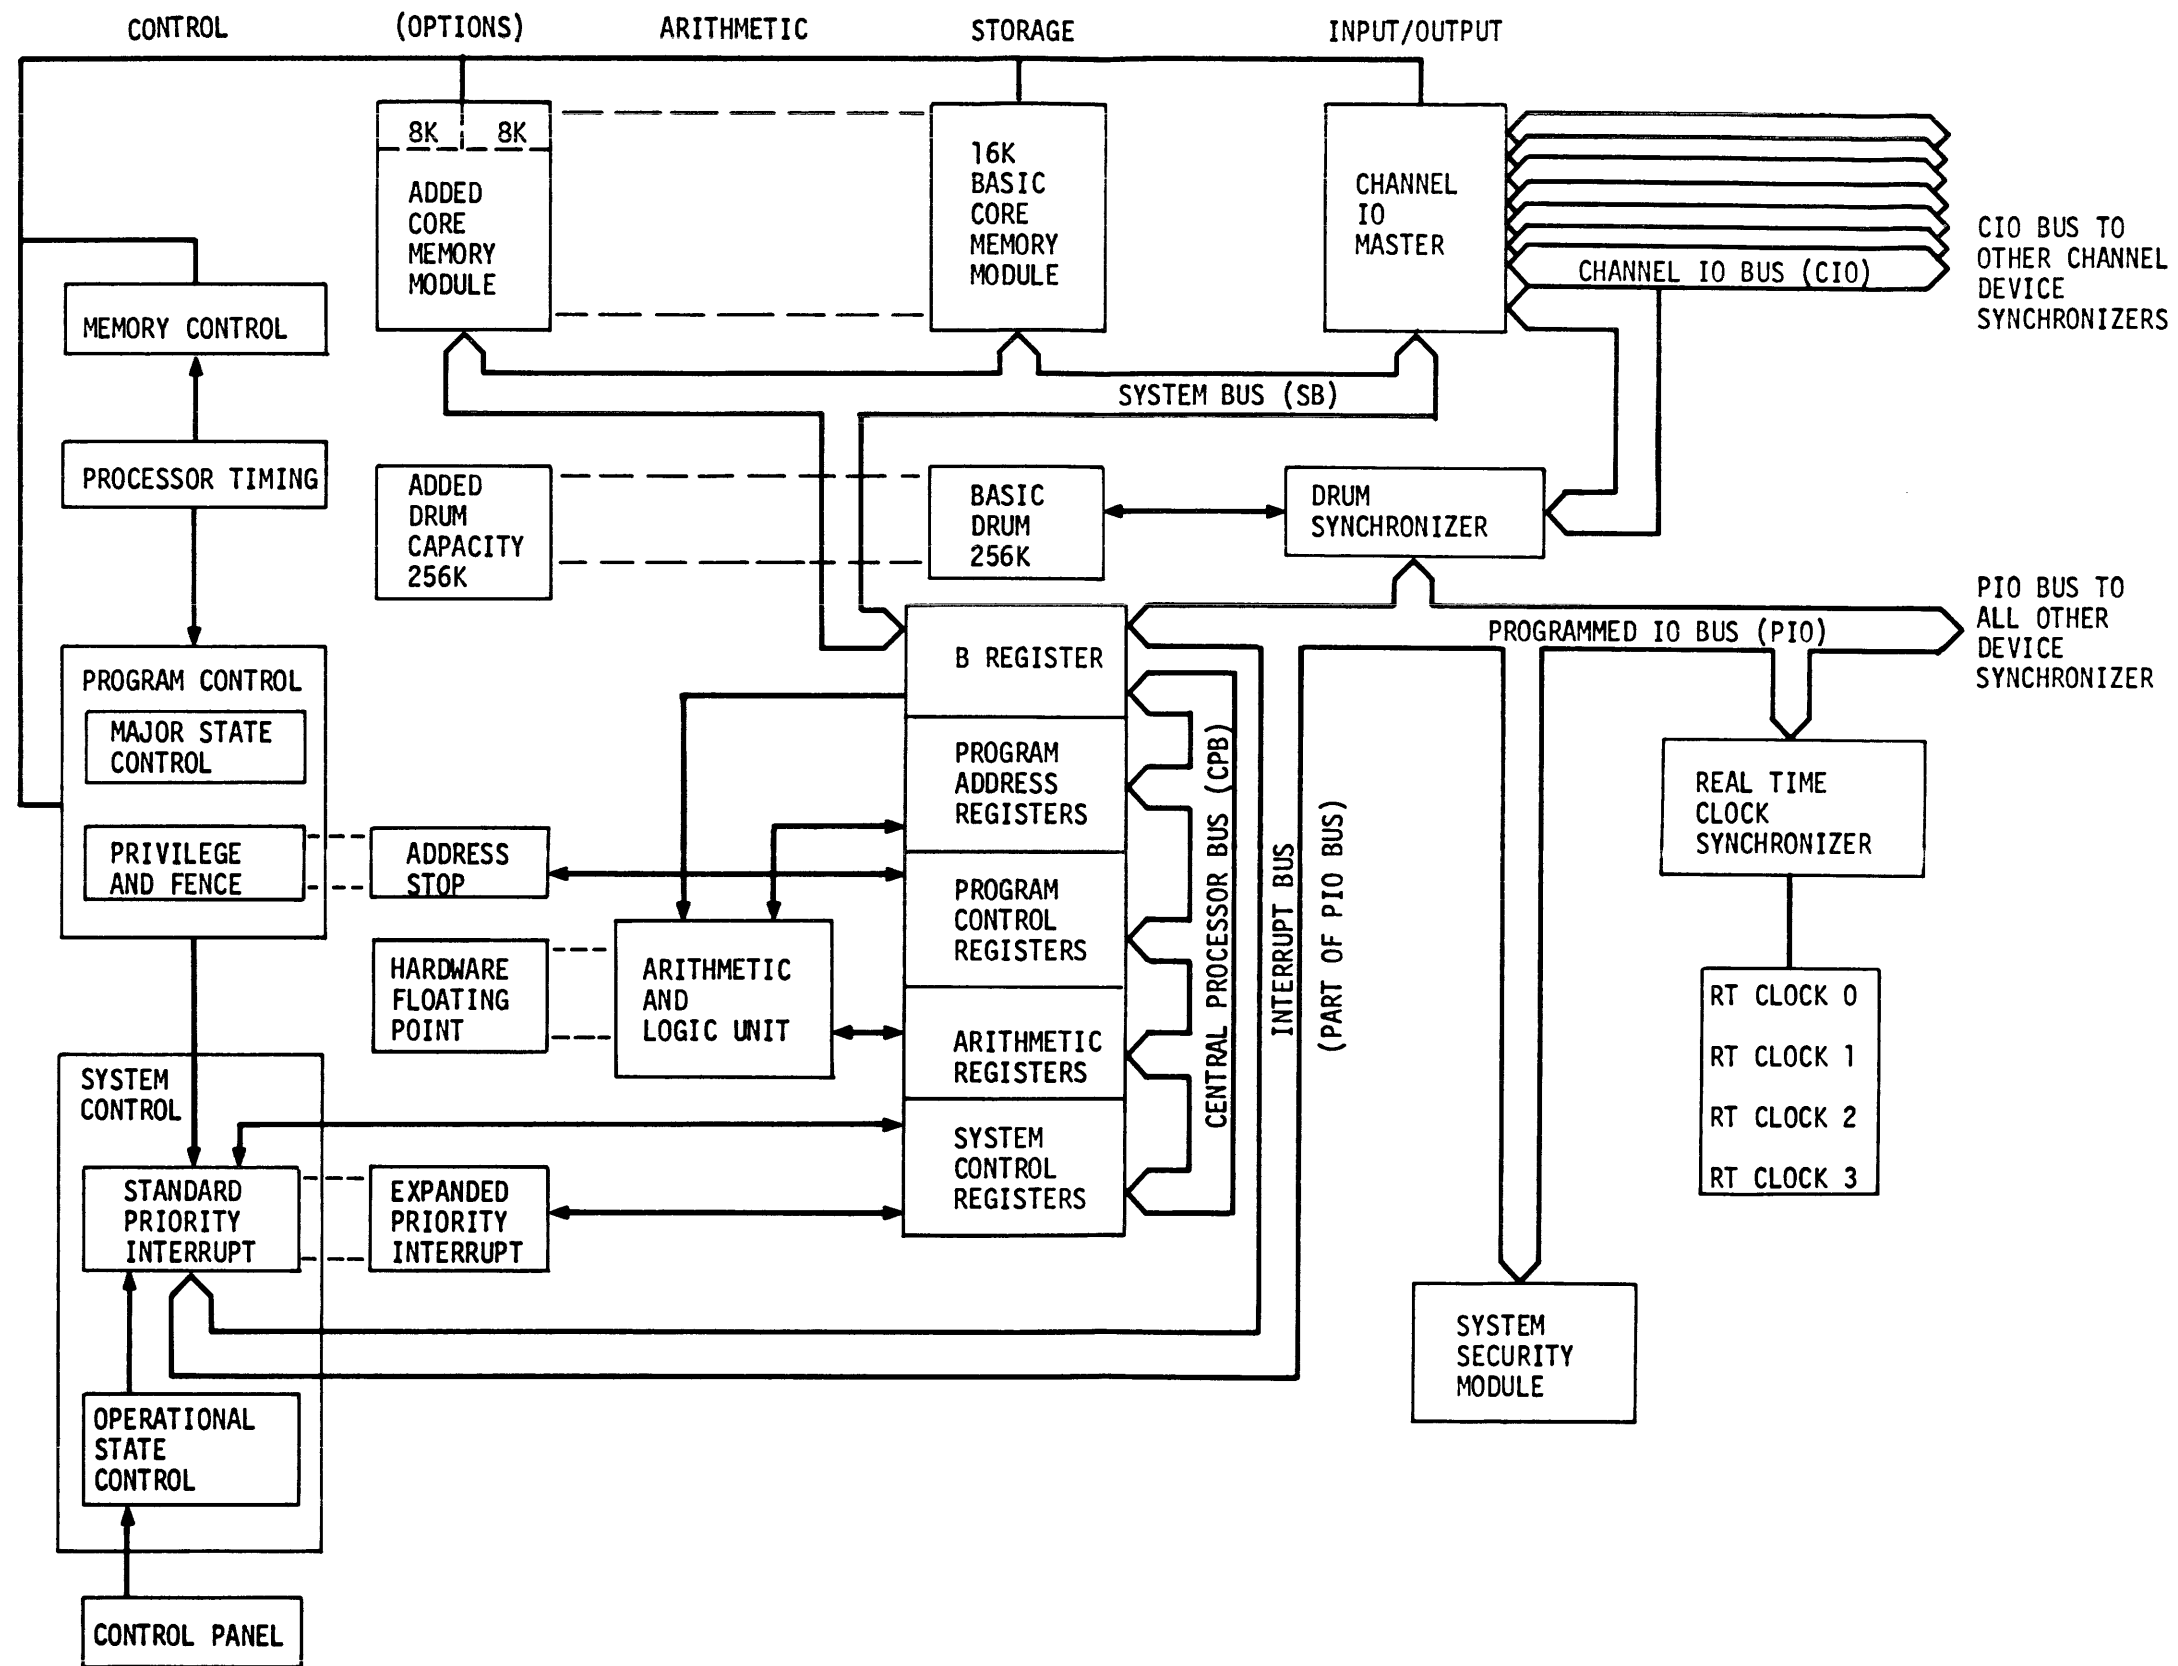 CONTROL
(OPTIONS)
ARITHMETIC
STORAGE
INPUT/OUTPUT
8K
8K
ADDED
CORE
MEMORY
MODULE
16K
BASIC
CORE
MEMORY
MODULE
CHANNEL
IO
MASTER
CHANNEL IO BUS (CIO)
CIO BUS TO
OTHER CHANNEL
DEVICE
SYNCHRONIZERS
MEMORY CONTROL
SYSTEM BUS (SB)
PROCESSOR TIMING
ADDED
DRUM
CAPACITY
256K
BASIC
DRUM
256K
DRUM
SYNCHRONIZER
PIO BUS TO
ALL OTHER
DEVICE
SYNCHRONIZER
PROGRAMMED IO BUS (PIO)
PROGRAM CONTROL
MAJOR STATE
CONTROL
PRIVILEGE
AND FENCE
ADDRESS
STOP
B REGISTER
PROGRAM
ADDRESS
REGISTERS
PROGRAM
CONTROL
REGISTERS
ARITHMETIC
REGISTERS
SYSTEM
CONTROL
REGISTERS
CENTRAL PROCESSOR BUS (CPB)
INTERRUPT BUS
(PART OF PIO BUS)
REAL TIME
CLOCK
SYNCHRONIZER
RT CLOCK 0
RT CLOCK 1
RT CLOCK 2
RT CLOCK 3
HARDWARE
FLOATING
POINT
ARITHMETIC
AND
LOGIC UNIT
SYSTEM
CONTROL
STANDARD
PRIORITY
INTERRUPT
EXPANDED
PRIORITY
INTERRUPT
SYSTEM
SECURITY
MODULE
OPERATIONAL
STATE
CONTROL
CONTROL PANEL